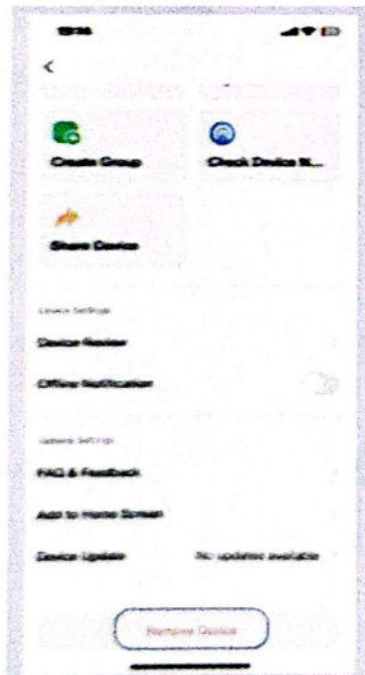 Create Group
Check Device N...
Share Device
Device Settings
Device Review
Offline Notification
Settings
FAQ & Feedback
Add to Home Screen
Device Update
No updates available
Remove Device